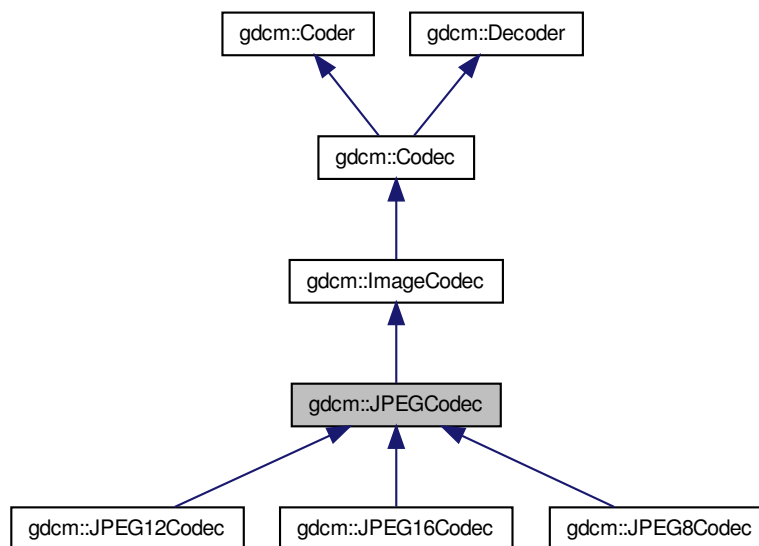 gdcm::Coder
gdcm::Decoder
gdcm::Codec
gdcm::ImageCodec
gdcm::JPEGCodec
gdcm::JPEG12Codec
gdcm::JPEG16Codec
gdcm::JPEG8Codec